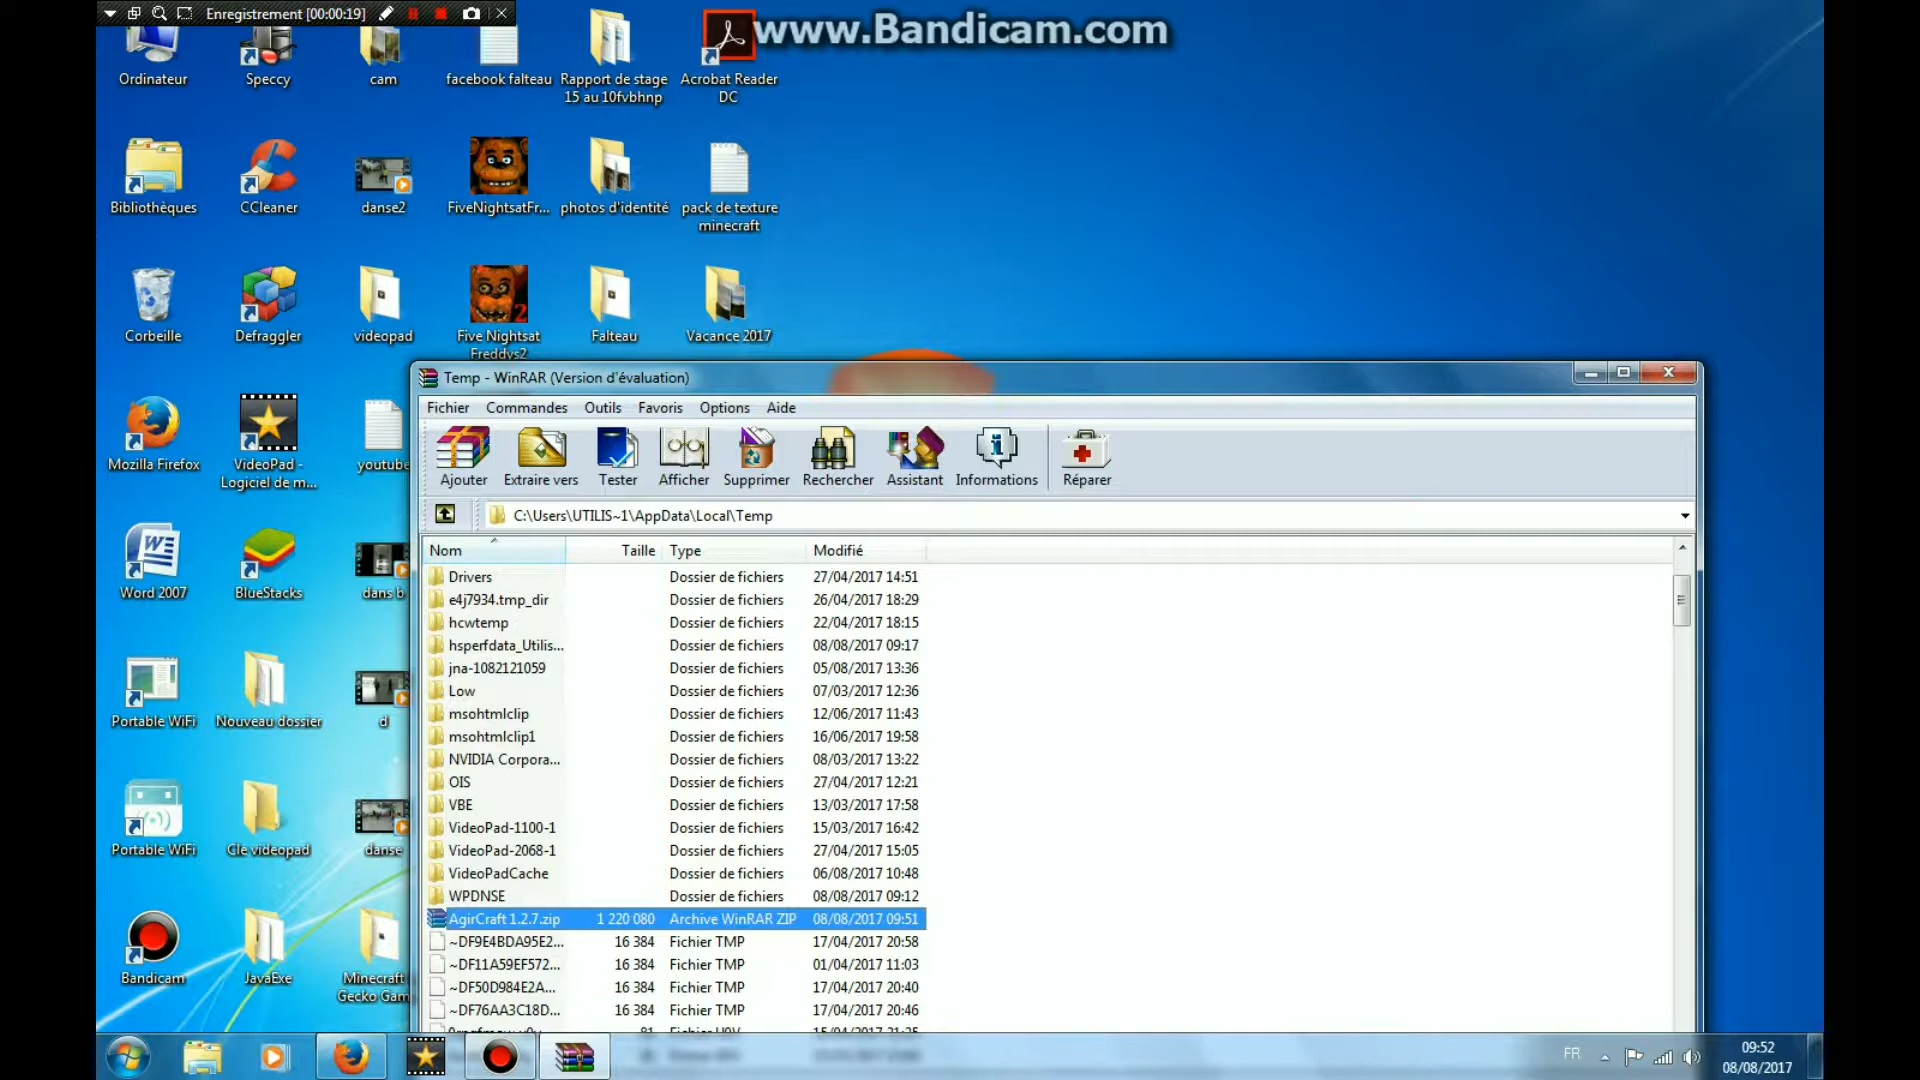 Enregistrement [00:00:19]
www.Bandicam.com
Ordinateur
Speccy
cam
facebook falteau
Rapport de stage
15 au 10fvbhnp
Acrobat Reader
DC
Bibliothèques
CCleaner
danse2
FiveNightsatFr...
photos d'identité
pack de texture
minecraft
Corbeille
Defraggler
videopad
Five Nightsat
Freddys2
Falteau
Vacance 2017
Mozilla Firefox
VideoPad -
Logiciel de m...
youtube
Word 2007
BlueStacks
dans b
Portable WiFi
Nouveau dossier
d
Portable WiFi
Cle videopad
danse
Bandicam
JavaExe
Minecraft
Gecko Gam
Temp - WinRAR (Version d'évaluation)
Fichier Commandes Outils Favoris Options Aide
Ajouter Extraire vers Tester Afficher Supprimer Rechercher Assistant Informations Réparer
C:\Users\UTILIS~1\AppData\Local\Temp
Nom Taille Type Modifié
Drivers Dossier de fichiers 27/04/2017 14:51
e4j7934.tmp_dir Dossier de fichiers 26/04/2017 18:29
hcwtemp Dossier de fichiers 22/04/2017 18:15
hsperfdata_Utilis... Dossier de fichiers 08/08/2017 09:17
jna-1082121059 Dossier de fichiers 05/08/2017 13:36
Low Dossier de fichiers 07/03/2017 12:36
msohtmlclip Dossier de fichiers 12/06/2017 11:43
msohtmlclip1 Dossier de fichiers 16/06/2017 19:58
NVIDIA Corpora... Dossier de fichiers 08/03/2017 13:22
OIS Dossier de fichiers 27/04/2017 12:21
VBE Dossier de fichiers 13/03/2017 17:58
VideoPad-1100-1 Dossier de fichiers 15/03/2017 16:42
VideoPad-2068-1 Dossier de fichiers 27/04/2017 15:05
VideoPadCache Dossier de fichiers 06/08/2017 10:48
WPDNSE Dossier de fichiers 08/08/2017 09:12
AgirCraft 1.2.7.zip 1 220 080 Archive WinRAR ZIP 08/08/2017 09:51
~DF9E4BDA95E2... 16 384 Fichier TMP 17/04/2017 20:58
~DF11A59EF572... 16 384 Fichier TMP 01/04/2017 11:03
~DF50D984E2A... 16 384 Fichier TMP 17/04/2017 20:40
~DF76AA3C18D... 16 384 Fichier TMP 17/04/2017 20:46
FR
09:52
08/08/2017